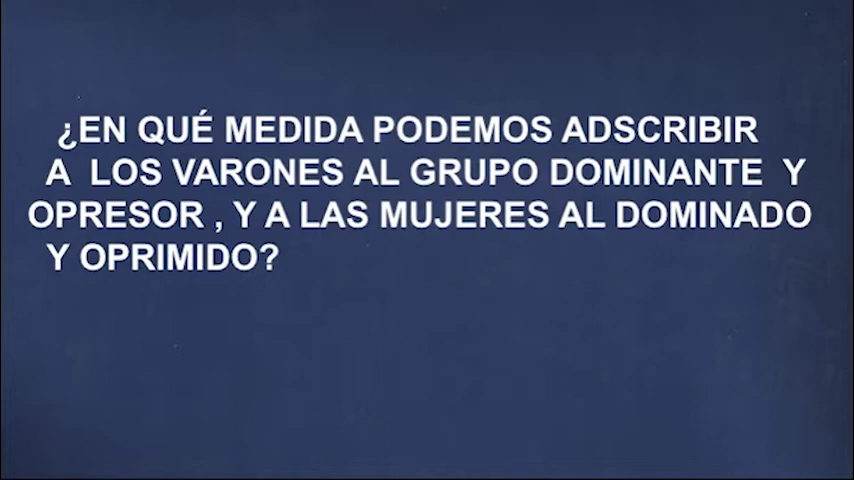 ¿EN QUÉ MEDIDA PODEMOS ADSCRIBIR
A LOS VARONES AL GRUPO DOMINANTE Y
OPRESOR , Y A LAS MUJERES AL DOMINADO
Y OPRIMIDO?